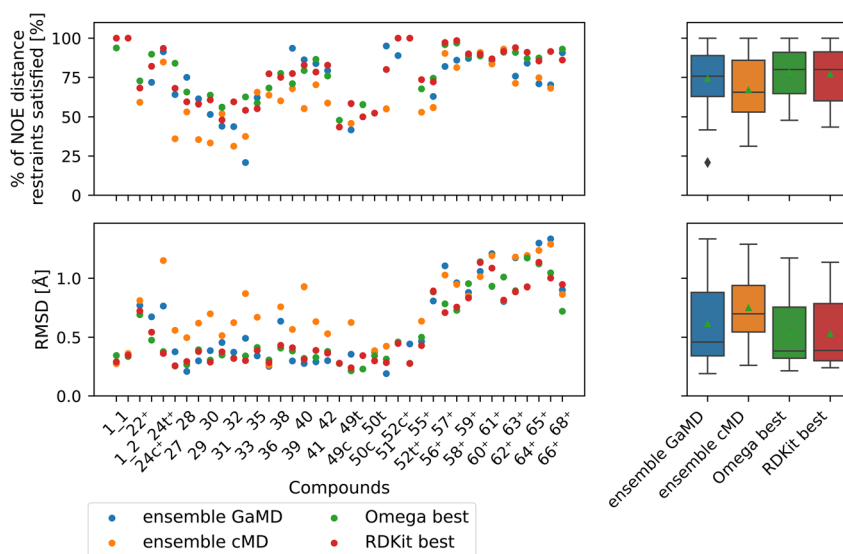 % of NOE distance
restraints satisfied [%]
100
75
50
25
0
RMSD [Å]
1.0
0.5
0.0
1_1
1_2
22⁺
24c⁺
24t⁺
27
28
29
30
31
32
33
35
36
38
39
40
41
42
49c
49t
50c
50t
51⁺
52c⁺
52t⁺
55⁺
56⁺
57⁺
58⁺
59⁺
60⁺
61⁺
62⁺
63⁺
64⁺
65⁺
66⁺
68⁺
Compounds
ensemble GaMD
ensemble cMD
Omega best
RDKit best
ensemble GaMD
ensemble cMD
Omega best
RDKit best